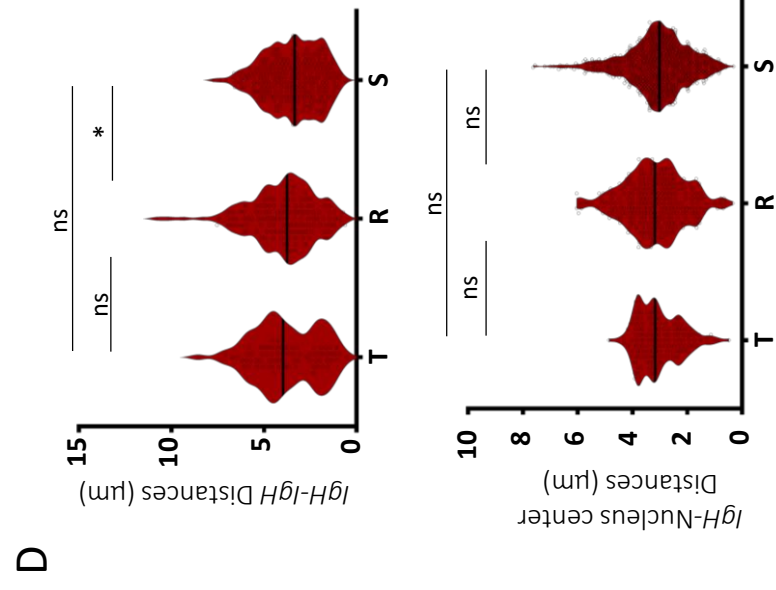 D
IgH-IgH Distances (µm)
15
10
5
0
ns
ns
*
T
R
S
IgH-Nucleus center
Distances (µm)
10
8
6
4
2
0
ns
ns
ns
T
R
S